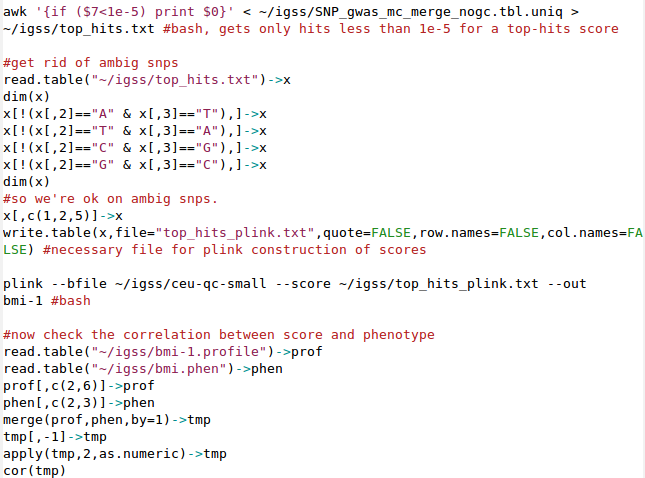 awk '{if ($7<1e-5) print $0}' < ~/igss/SNP_gwas_mc_merge_nogc.tbl.uniq >
~/igss/top_hits.txt #bash, gets only hits less than 1e-5 for a top-hits score
#get rid of ambig snps
read.table("~/igss/top_hits.txt")->x
dim(x)
x[!(x[,2]=="A" & x[,3]=="T"),]->x
x[!(x[,2]=="T" & x[,3]=="A"),]->x
x[!(x[,2]=="C" & x[,3]=="G"),]->x
x[!(x[,2]=="G" & x[,3]=="C"),]->x
dim(x)
#so we're ok on ambig snps.
x[,c(1,2,5)]->x
write.table(x,file="top_hits_plink.txt",quote=FALSE,row.names=FALSE,col.names=FA
LSE) #necessary file for plink construction of scores
plink --bfile ~/igss/ceu-qc-small --score ~/igss/top_hits_plink.txt --out
bmi-1 #bash
#now check the correlation between score and phenotype
read.table("~/igss/bmi-1.profile")->prof
read.table("~/igss/bmi.phen")->phen
prof[,c(2,6)]->prof
phen[,c(2,3)]->phen
merge(prof,phen,by=1)->tmp
tmp[,-1]->tmp
apply(tmp,2,as.numeric)->tmp
cor(tmp)